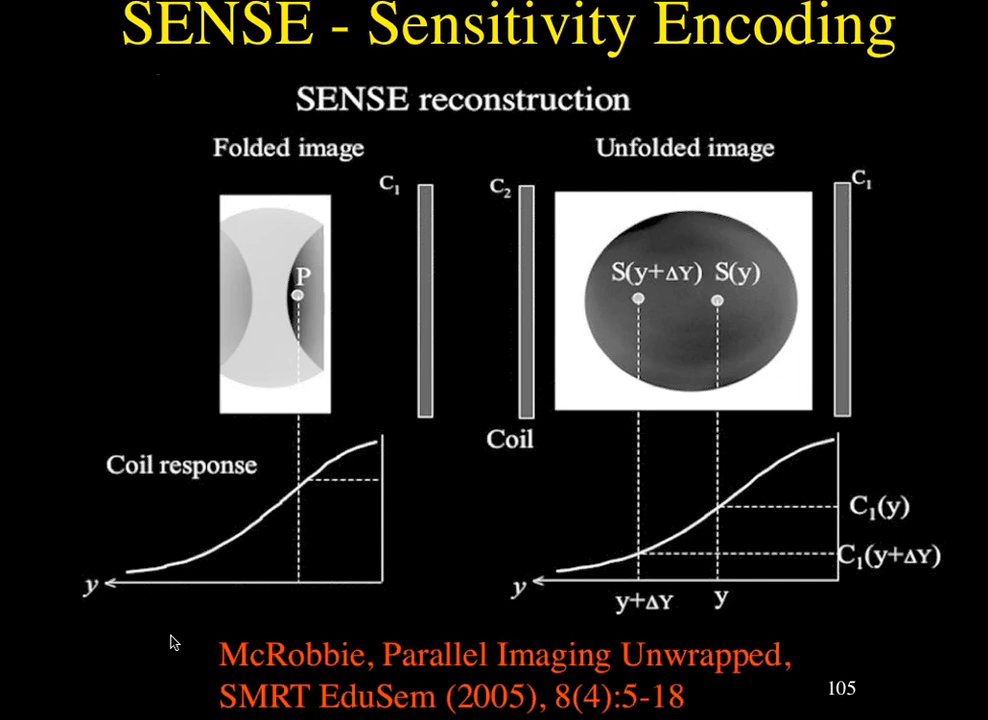 SENSE - Sensitivity Encoding
SENSE reconstruction
Folded image
Unfolded image
C₁
C₂
C₁
P
S(y+ΔY) S(y)
Coil
Coil response
C₁(y)
C₁(y+ΔY)
y
y
y+ΔY
y
McRobbie, Parallel Imaging Unwrapped,
SMRT EduSem (2005), 8(4):5-18
105